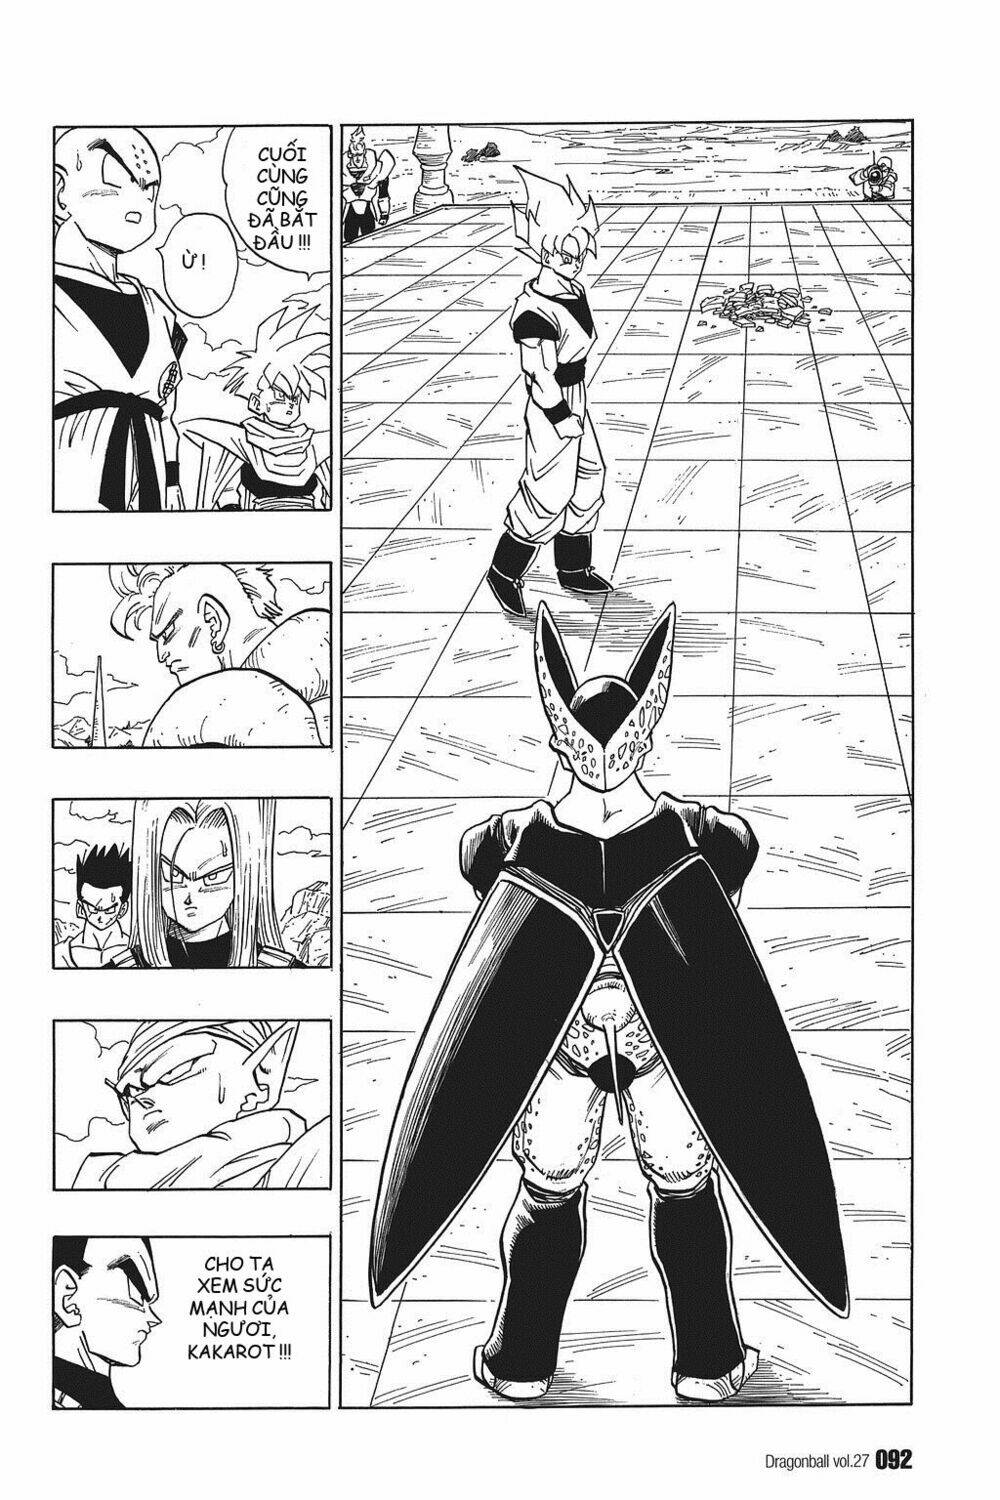 CUỐI
CÙNG
CŨNG
ĐÃ BẮT
ĐẦU !!!
Ừ !
CHO TA
XEM SỨC
MẠNH CỦA
NGƯƠI,
KAKAROT !!!
Dragonball vol.27 092